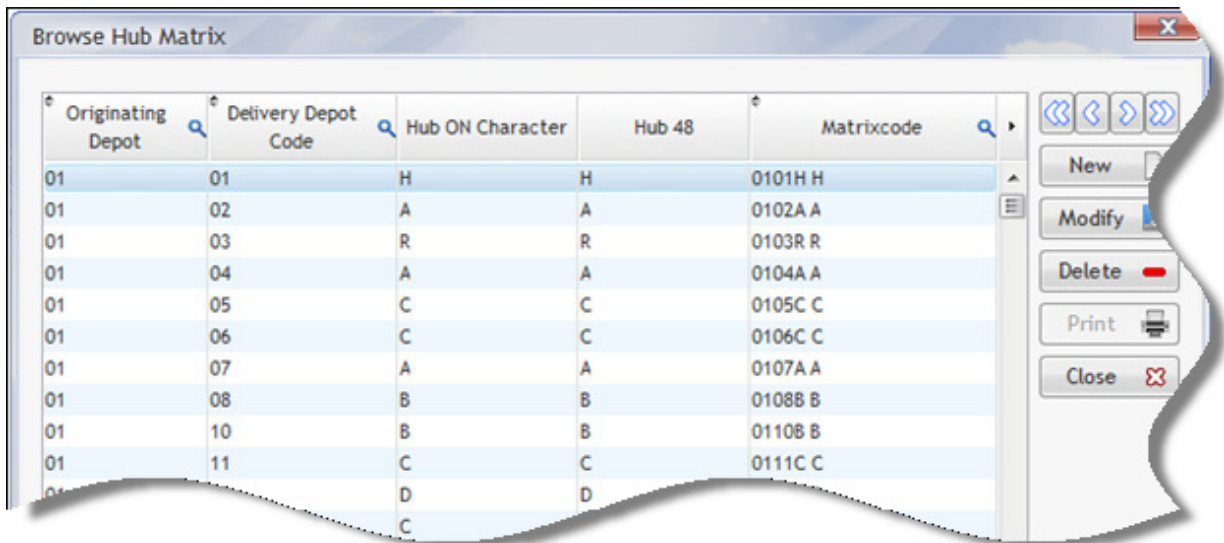 Browse Hub Matrix
Originating Depot Delivery Depot Code Hub ON Character Hub 48 Matrixcode
01 01 H H 0101H H
01 02 A A 0102A A
01 03 R R 0103R R
01 04 A A 0104A A
01 05 C C 0105C C
01 06 C C 0106C C
01 07 A A 0107A A
01 08 B B 0108B B
01 10 B B 0110B B
01 11 C C 0111C C
D D
C
New
Modify
Delete
Print
Close